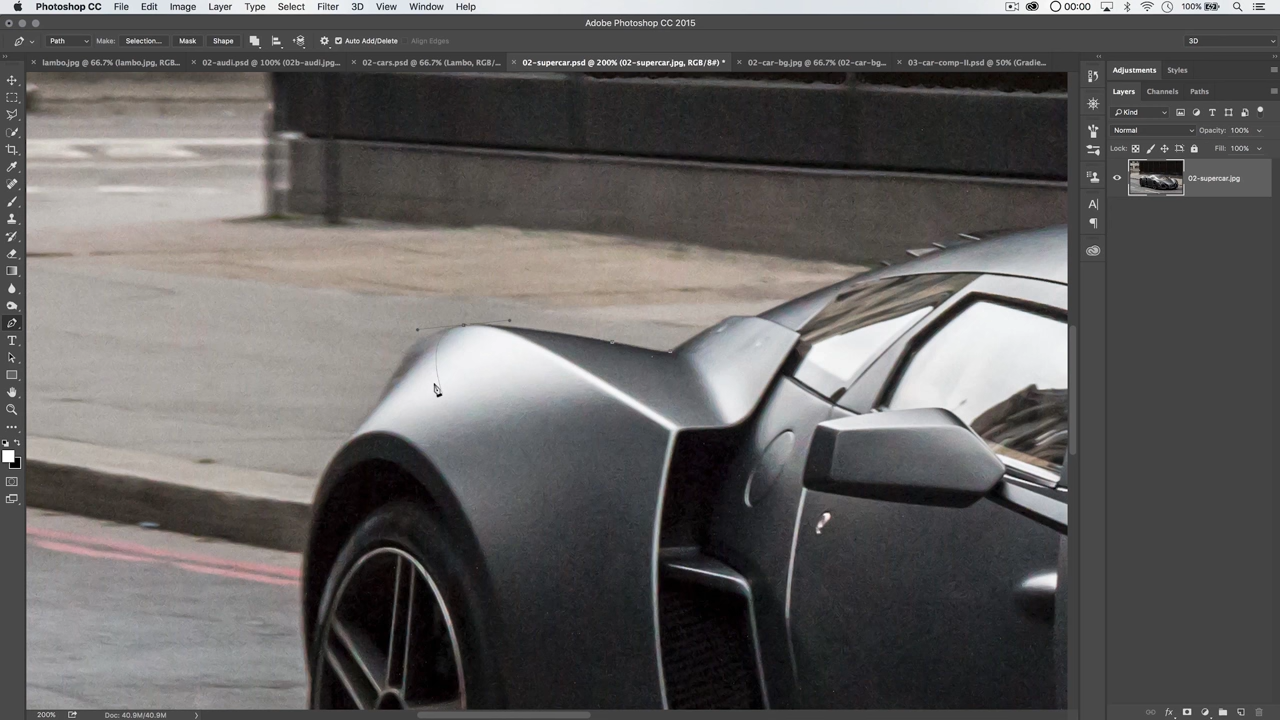 Photoshop CC File Edit Image Layer Type Select Filter 3D View Window Help 00:00 100%
Adobe Photoshop CC 2015
Path Make: Selection... Mask Shape Auto Add/Delete Align Edges 3D
lambo.jpg @ 66.7% (lambo.jpg, RGB... 02-audi.psd @ 100% (02b-audi.jpg... 02-cars.psd @ 66.7% (Lambo, RGB/... 02-supercar.psd @ 200% (02-supercar.jpg, RGB/8#) * 02-car-bg.jpg @ 66.7% (02-car-bg... 03-car-comp-II.psd @ 50% (Gradie...
Adjustments Styles
Layers Channels Paths
Kind
Normal Opacity: 100%
Lock: Fill: 100%
02-supercar.jpg
200% Doc: 40.9M/40.9M